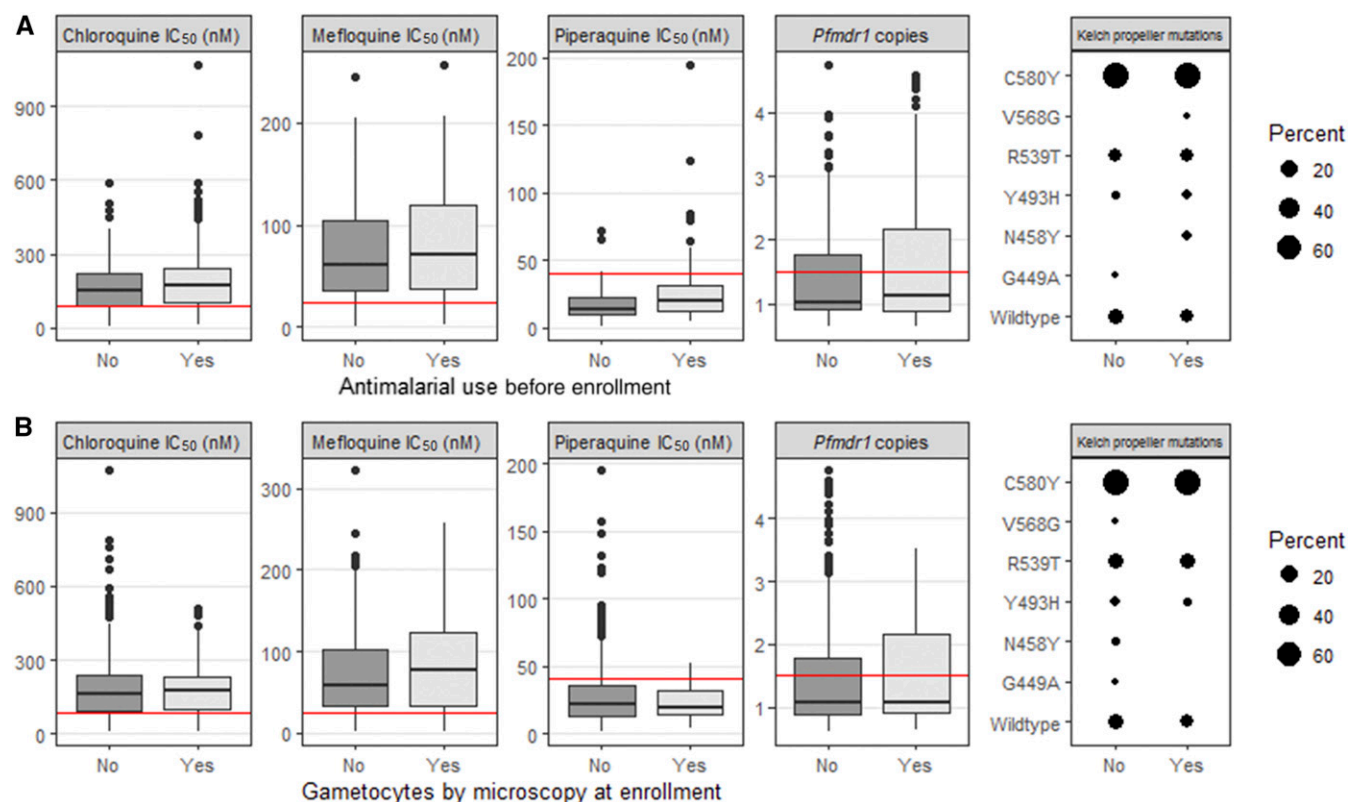 A
Chloroquine IC50 (nM)
Mefloquine IC50 (nM)
Piperaquine IC50 (nM)
Pfmdr1 copies
Kelch propeller mutations
900
600
300
0
No Yes
200
100
0
No Yes
200
150
100
50
0
No Yes
4
3
2
1
No Yes
C580Y
V568G
R539T
Y493H
N458Y
G449A
Wildtype
No Yes
Percent
20
40
60
Antimalarial use before enrollment
B
Chloroquine IC50 (nM)
Mefloquine IC50 (nM)
Piperaquine IC50 (nM)
Pfmdr1 copies
Kelch propeller mutations
900
600
300
0
No Yes
300
200
100
0
No Yes
200
150
100
50
0
No Yes
4
3
2
1
No Yes
C580Y
V568G
R539T
Y493H
N458Y
G449A
Wildtype
No Yes
Percent
20
40
60
Gametocytes by microscopy at enrollment